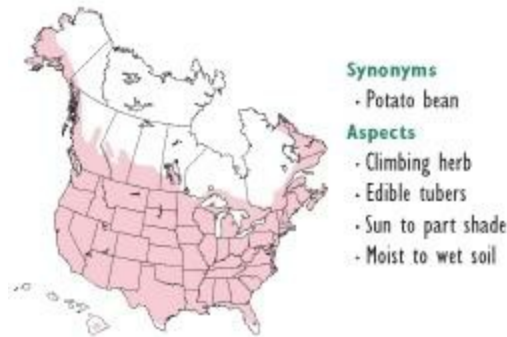 Synonyms
· Potato bean
Aspects
· Climbing herb
· Edible tubers
· Sun to part shade
· Moist to wet soil